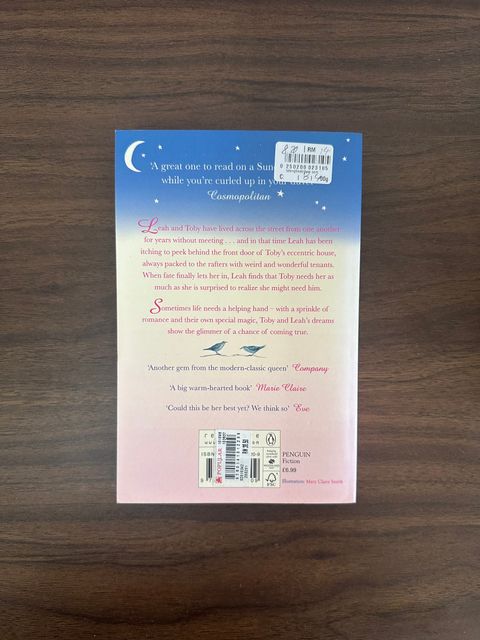 'A great one to read on a Sun
while you're curled up in your
Cosmopolitan
RM
Leah and Toby have lived across the street from one another
for years without meeting . . . and in that time Leah has been
itching to peek behind the front door of Toby's eccentric house,
always packed to the rafters with weird and wonderful tenants.
When fate finally lets her in, Leah finds that Toby needs her as
much as she is surprised to realize she might need him.
Sometimes life needs a helping hand – with a sprinkle of
romance and their own special magic, Toby and Leah's dreams
show the glimmer of a chance of coming true.
'Another gem from the modern-classic queen' Company
'A big warm-hearted book' Marie Claire
'Could this be her best yet? We think so' Eve
POPULAR
PENGUIN
Fiction
£6.99
FSC
Illustration: Mary Claire Smith